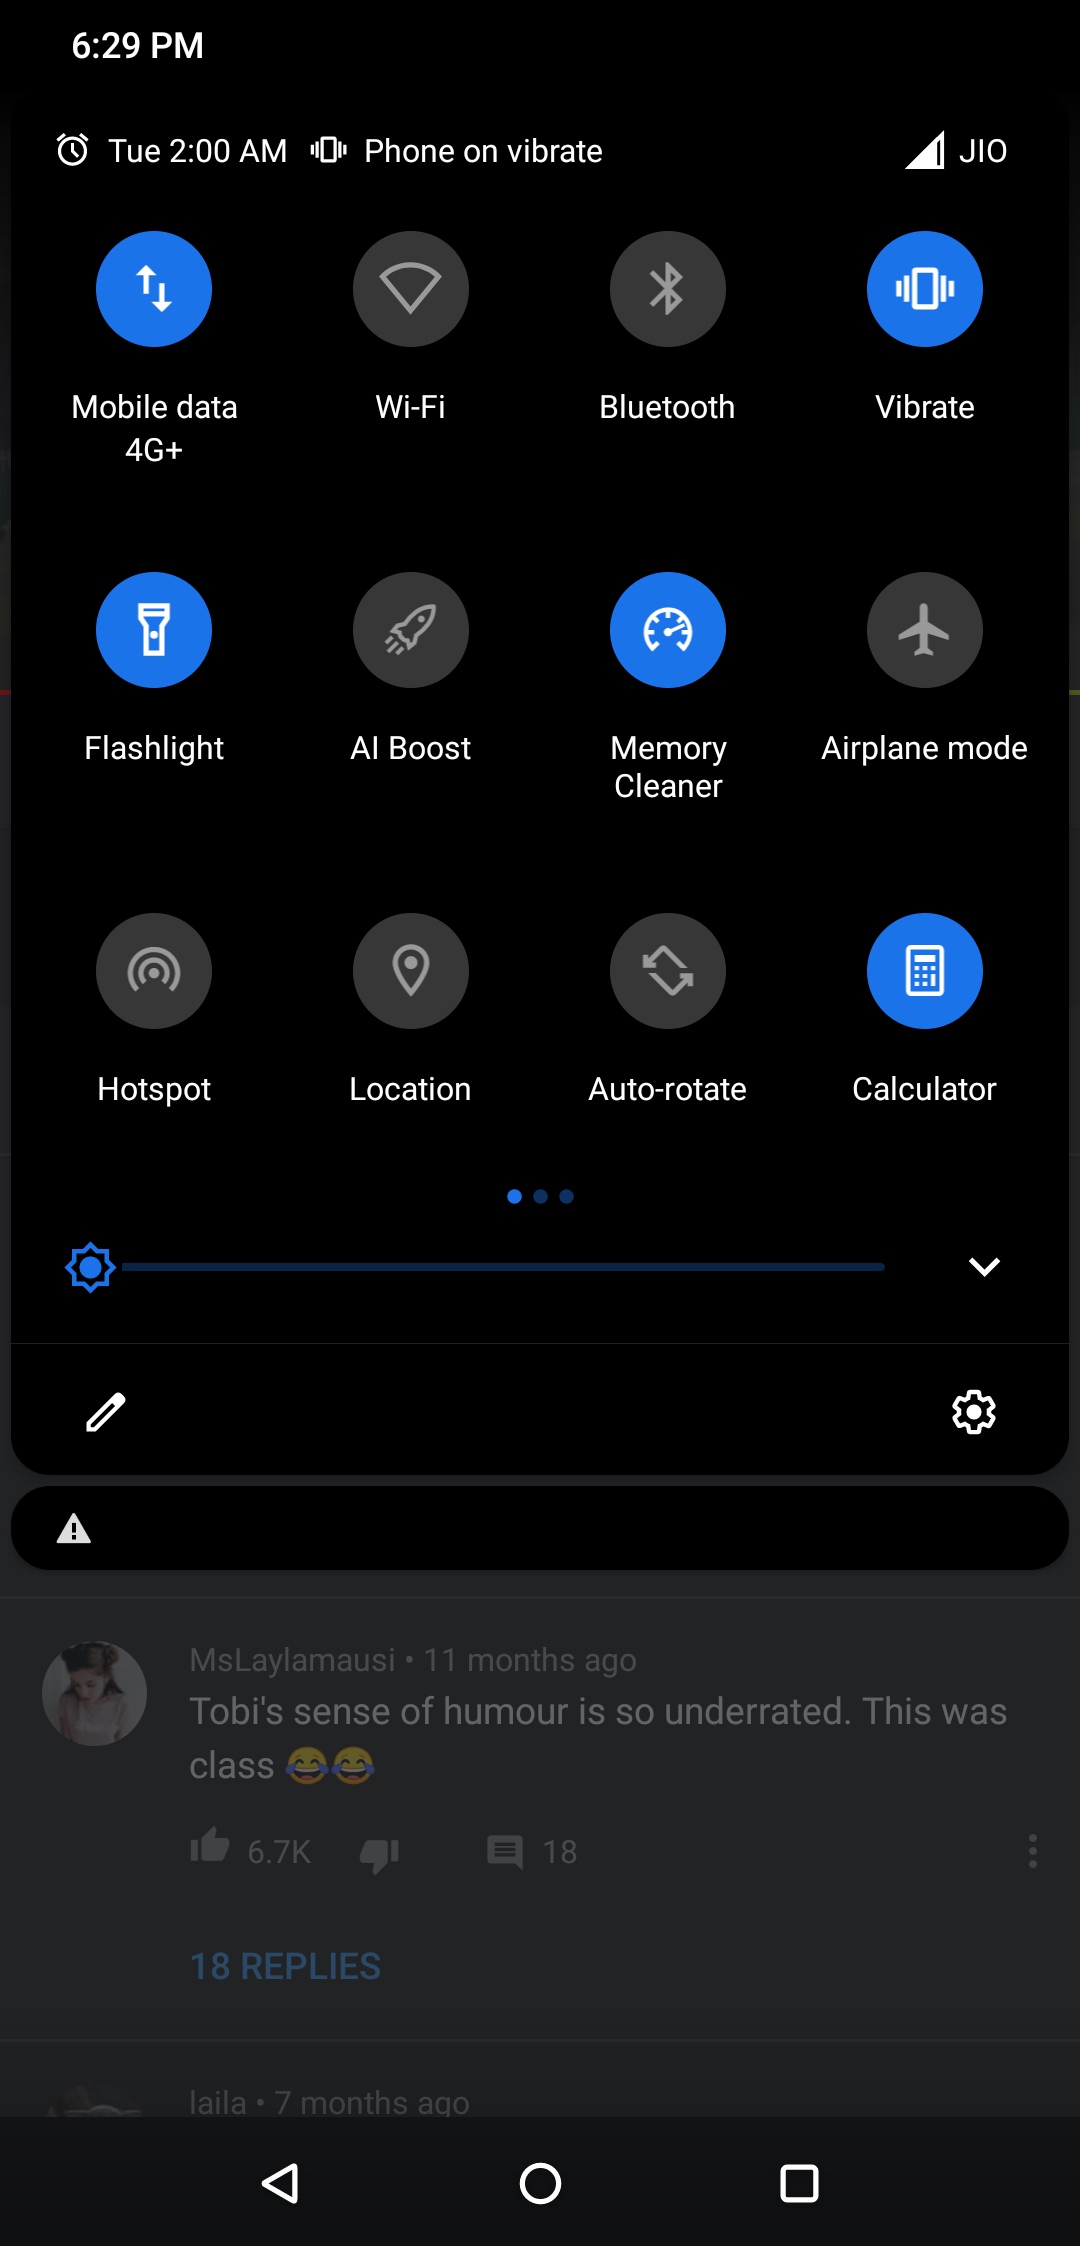 6:29 PM
Tue 2:00 AM Phone on vibrate JIO
Mobile data Wi-Fi Bluetooth Vibrate
4G+
Flashlight AI Boost Memory Airplane mode
Cleaner
Hotspot Location Auto-rotate Calculator
MsLaylamausi • 11 months ago
Tobi's sense of humour is so underrated. This was
class 😂😂
6.7K 18
18 REPLIES
laila • 7 months ago